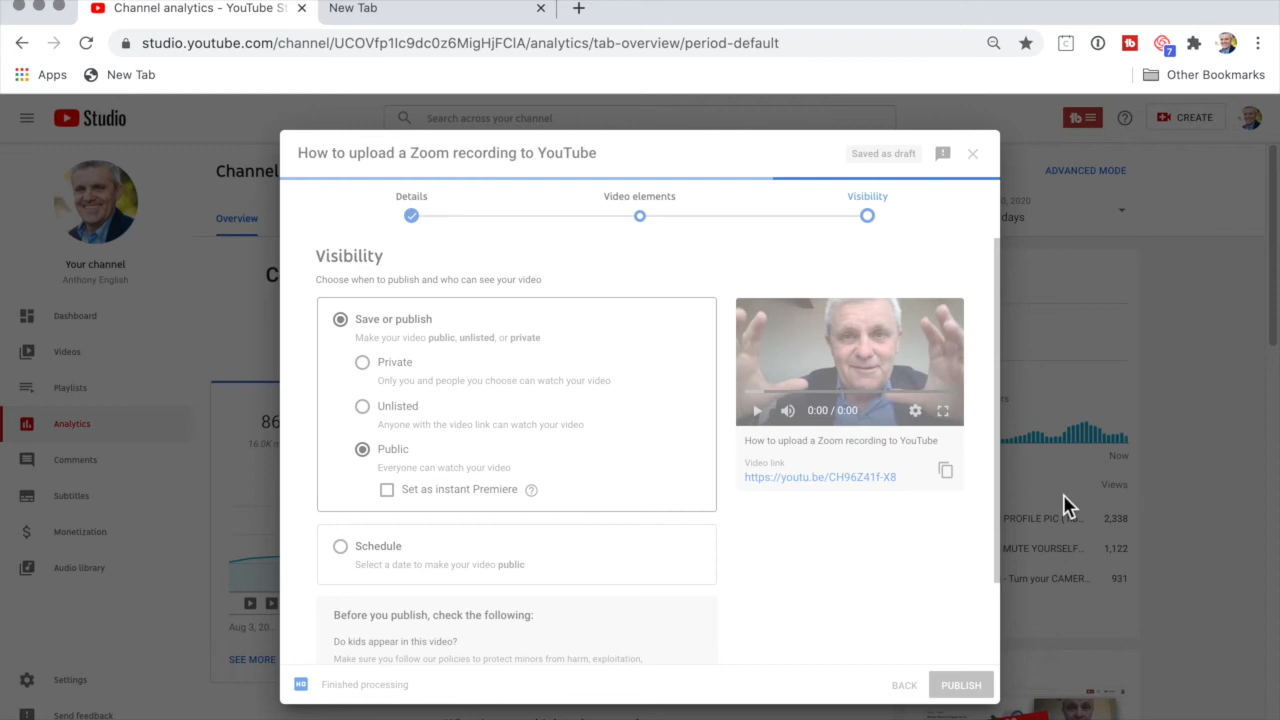 Channel analytics - YouTube St
New Tab
studio.youtube.com/channel/UCOVfp1Ic9dc0z6MigHjFCIA/analytics/tab-overview/period-default
7
Apps
New Tab
Other Bookmarks
Studio
Search across your channel
CREATE
How to upload a Zoom recording to YouTube
Saved as draft
Channel
ADVANCED MODE
Details
Video elements
Visibility
0, 2020
days
Overview
Your channel
Anthony English
Visibility
Choose when to publish and who can see your video
Save or publish
Make your video public, unlisted, or private
Private
Only you and people you choose can watch your video
Unlisted
Anyone with the video link can watch your video
Public
Everyone can watch your video
Set as instant Premiere
Schedule
Select a date to make your video public
Before you publish, check the following:
Do kids appear in this video?
Make sure you follow our policies to protect minors from harm, exploitation,
0:00 / 0:00
How to upload a Zoom recording to YouTube
Video link
https://youtu.be/CH96Z41f-X8
Dashboard
Videos
Playlists
Analytics
Comments
Subtitles
Monetization
Audio library
Settings
Send feedback
C
86
16.0K m
Aug 3, 20...
SEE MORE
rs
Now
Views
PROFILE PIC (
2,338
MUTE YOURSELF...
1,122
- Turn your CAMER...
931
HD
Finished processing
BACK
PUBLISH